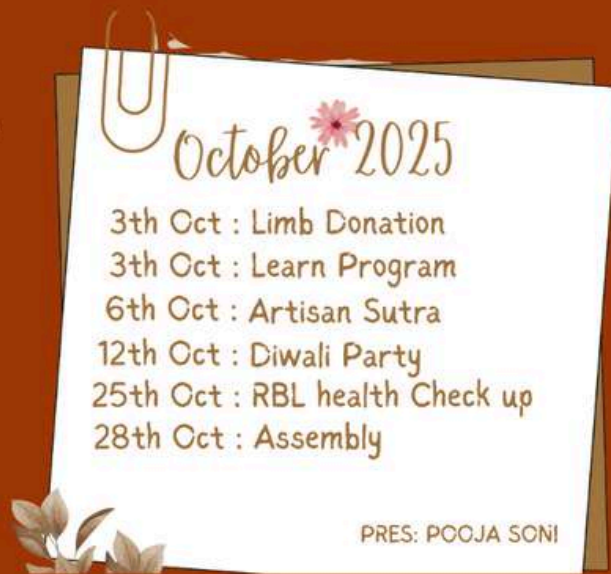 October 2025
3th Oct : Limb Donation
3th Oct : Learn Program
6th Oct : Artisan Sutra
12th Oct : Diwali Party
25th Oct : RBL health Check up
28th Oct : Assembly
PRES: POOJA SONI